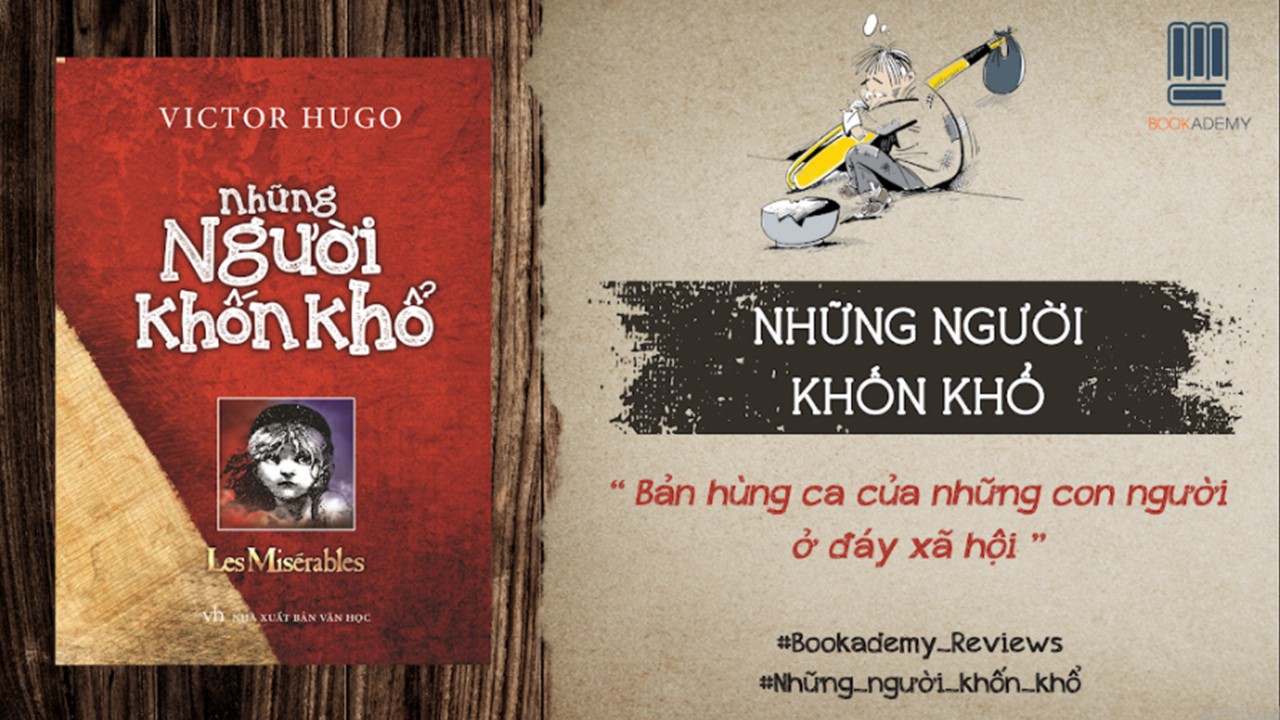 VICTOR HUGO
Những
Người
Khốn Khổ
Les Misérables
vh NHÀ XUẤT BẢN VĂN HỌC
BOOKADEMY
NHỮNG NGƯỜI
KHỐN KHỔ
“ Bản hùng ca của những con người
ở đáy xã hội ”
#Bookademy_Reviews
#Những_người_khốn_khổ